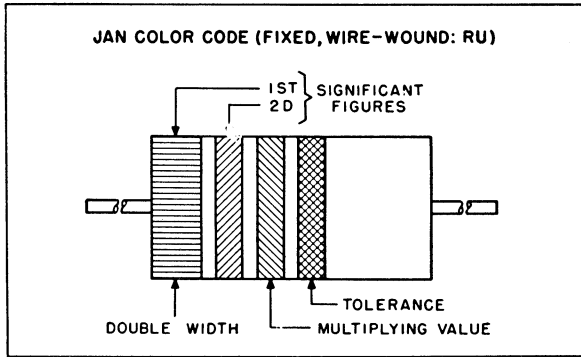 JAN COLOR CODE (FIXED, WIRE-WOUND: RU)
1ST
2D
SIGNIFICANT
FIGURES
TOLERANCE
DOUBLE WIDTH
MULTIPLYING VALUE